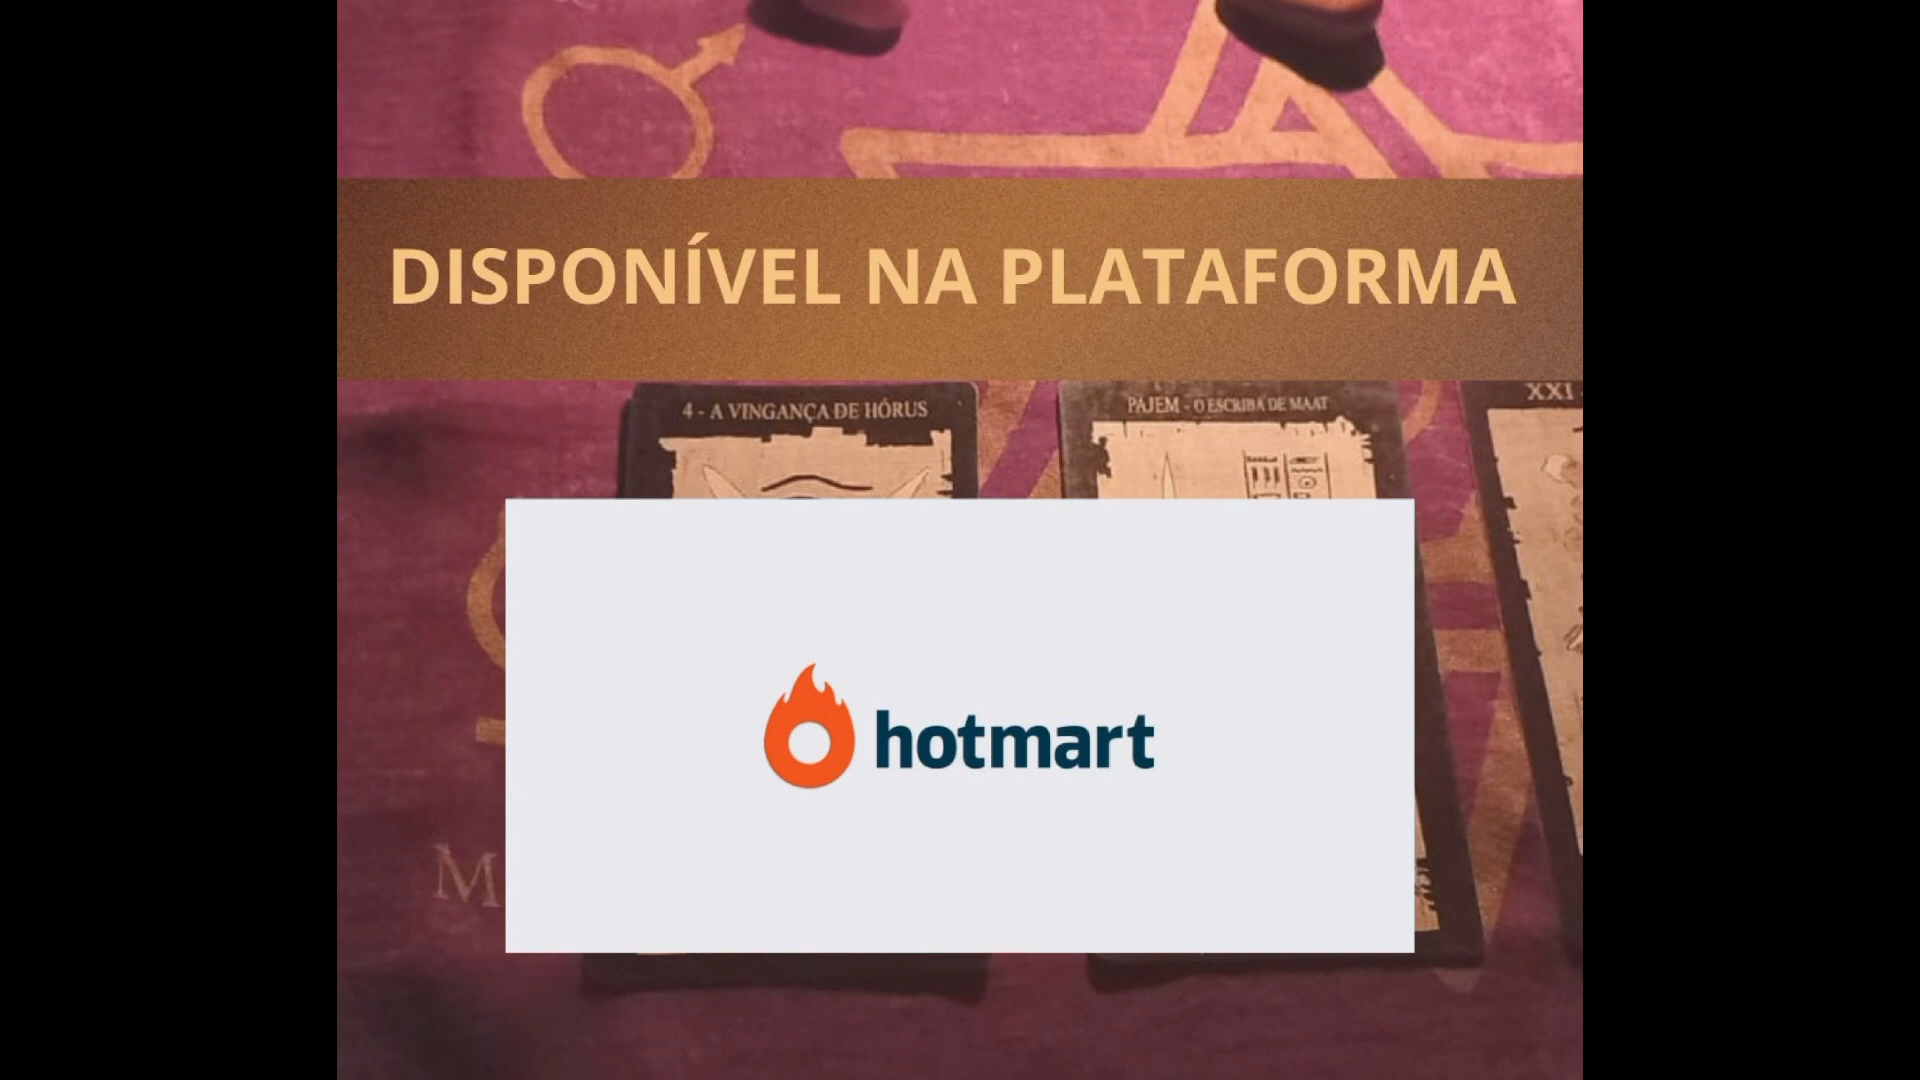 DISPONÍVEL NA PLATAFORMA
4 - A VINGANÇA DE HÓRUS
PAJEM - O ESCRIBA DE MAAT
XXI -
hotmart
M